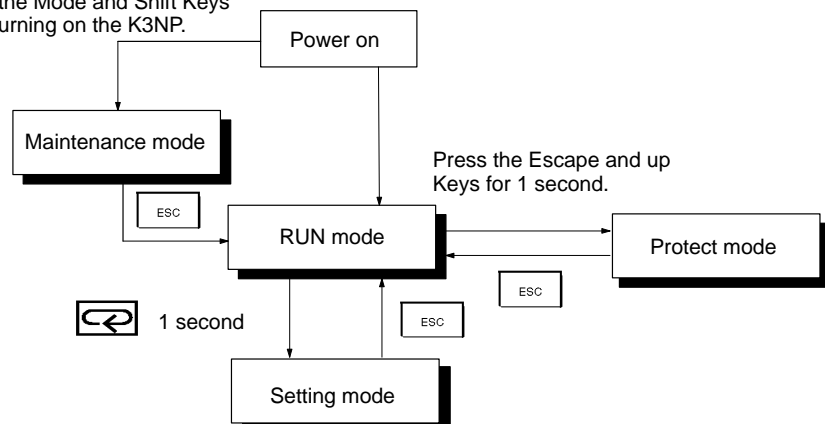 the Mode and Shift Keys
urning on the K3NP.
Power on
Maintenance mode
Press the Escape and up
Keys for 1 second.
ESC
RUN mode
Protect mode
ESC
1 second
ESC
Setting mode